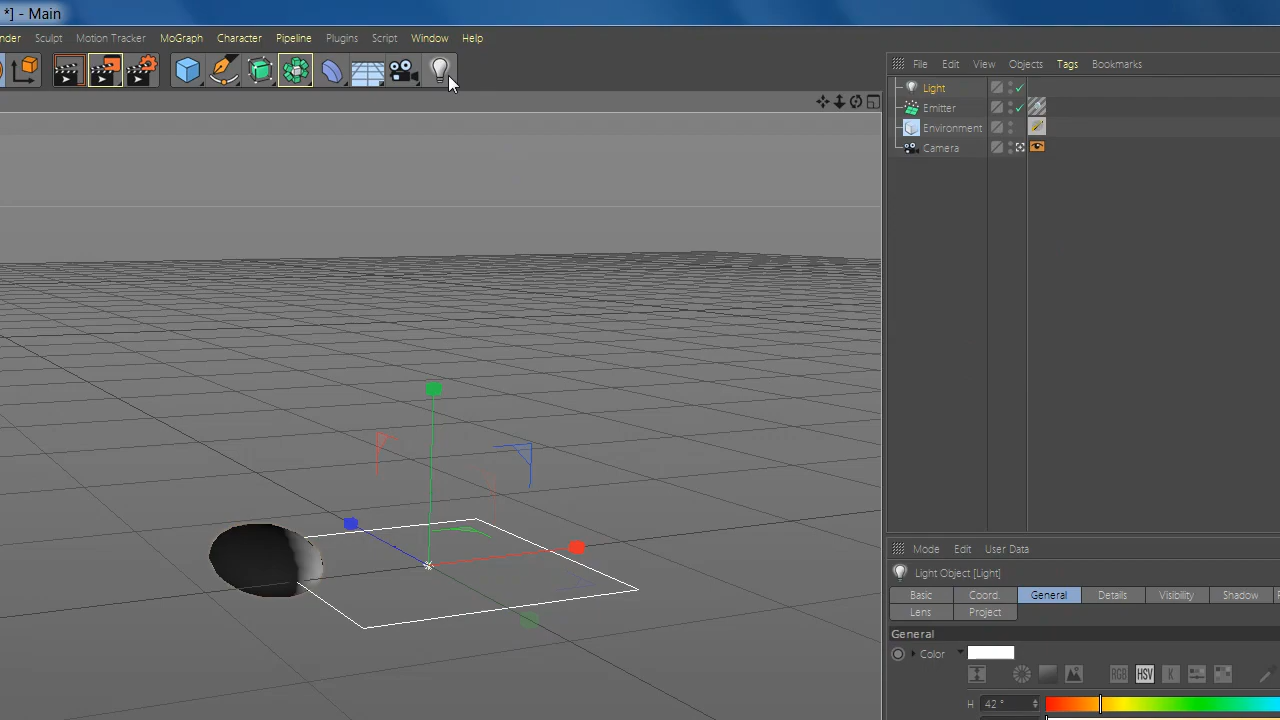 *] - Main
nder Sculpt Motion Tracker MoGraph Character Pipeline Plugins Script Window Help
File Edit View Objects Tags Bookmarks
Light
Emitter
Environment
Camera
Mode Edit User Data
Light Object [Light]
Basic Coord. General Details Visibility Shadow
Lens Project
General
Color
RGB HSV K
H 42 °